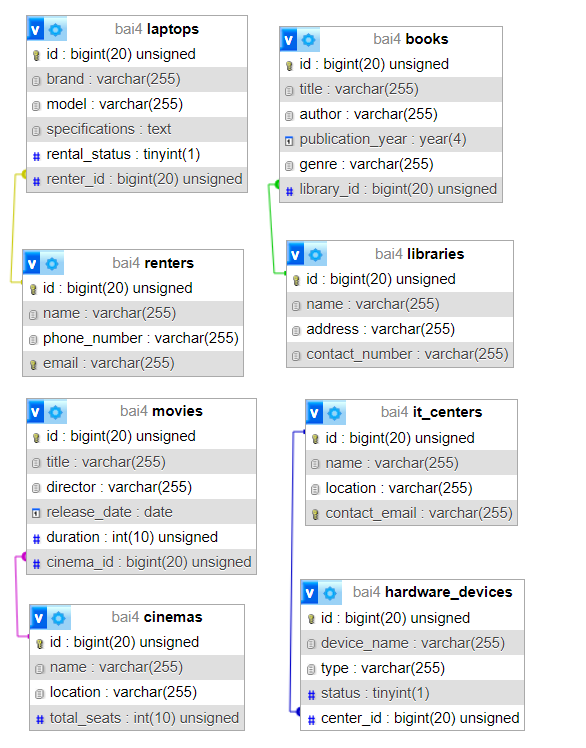 v bai4 laptops
id : bigint(20) unsigned
brand : varchar(255)
model : varchar(255)
specifications : text
# rental_status : tinyint(1)
# renter_id : bigint(20) unsigned
v bai4 books
id : bigint(20) unsigned
title : varchar(255)
author : varchar(255)
publication_year : year(4)
genre : varchar(255)
# library_id : bigint(20) unsigned
v bai4 renters
id : bigint(20) unsigned
name : varchar(255)
phone_number : varchar(255)
email : varchar(255)
v bai4 libraries
id : bigint(20) unsigned
name : varchar(255)
address : varchar(255)
contact_number : varchar(255)
v bai4 movies
id : bigint(20) unsigned
title : varchar(255)
director : varchar(255)
release_date : date
# duration : int(10) unsigned
# cinema_id : bigint(20) unsigned
v bai4 it_centers
id : bigint(20) unsigned
name : varchar(255)
location : varchar(255)
contact_email : varchar(255)
v bai4 cinemas
id : bigint(20) unsigned
name : varchar(255)
location : varchar(255)
# total_seats : int(10) unsigned
v bai4 hardware_devices
id : bigint(20) unsigned
device_name : varchar(255)
type : varchar(255)
# status : tinyint(1)
# center_id : bigint(20) unsigned